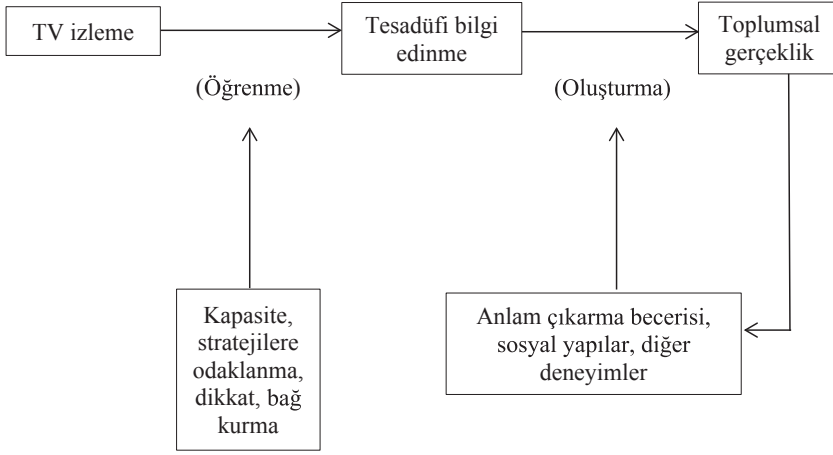 TV izleme
Tesadüfi bilgi
edinme
Toplumsal
gerçeklik
(Öğrenme)
(Oluşturma)
Kapasite,
stratejilere
odaklanma,
dikkat, bağ
kurma
Anlam çıkarma becerisi,
sosyal yapılar, diğer
deneyimler